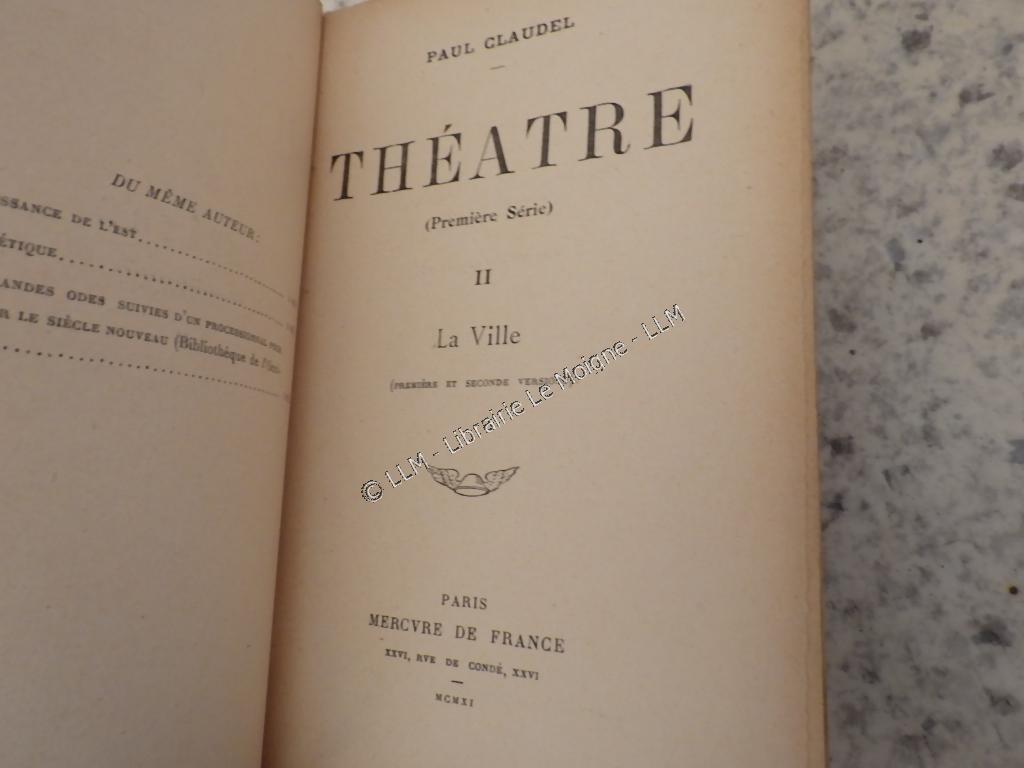 DU MÊME AUTEUR:
SSANCE DE L'EST
ÉTIQUE
ANDES ODES SUIVIES D'UN PROCESSIONNAL POUR
R LE SIÈCLE NOUVEAU (Bibliothèque de
PAUL CLAUDEL
THÉATRE
(Première Série)
II
La Ville
(PREMIÈRE ET SECONDE
© LLM - Librairie Le Moigne - LLM
PARIS
MERCVRE DE FRANCE
XXVI, RVE DE CONDÉ, XXVI
MCMXI